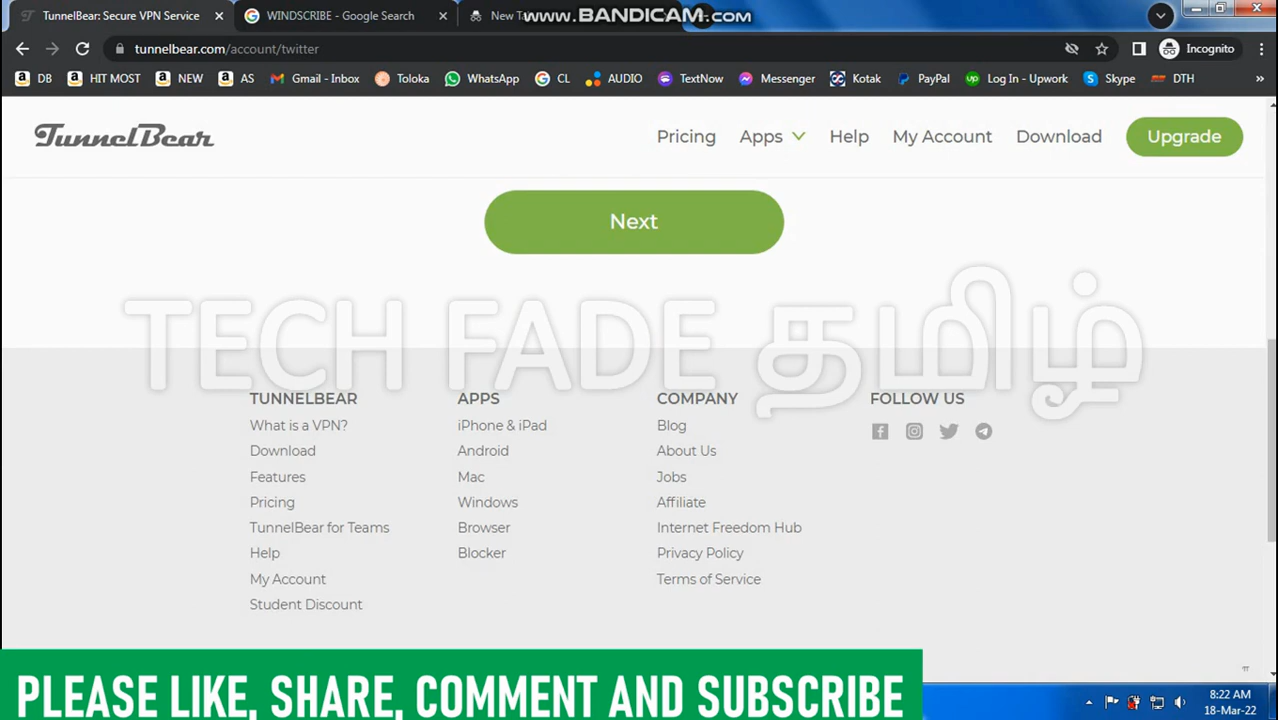 TunnelBear: Secure VPN Service
WINDSCRIBE - Google Search
New Ta
www.BANDICAM.com
tunnelbear.com/account/twitter
Incognito
DB HIT MOST NEW AS Gmail - Inbox Toloka WhatsApp CL AUDIO TextNow Messenger Kotak PayPal Log In - Upwork Skype DTH »
TunnelBear
Pricing Apps Help My Account Download Upgrade
Next
TECH FADE தமிழ்
TUNNELBEAR
What is a VPN?
Download
Features
Pricing
TunnelBear for Teams
Help
My Account
Student Discount
APPS
iPhone & iPad
Android
Mac
Windows
Browser
Blocker
COMPANY
Blog
About Us
Jobs
Affiliate
Internet Freedom Hub
Privacy Policy
Terms of Service
FOLLOW US
PLEASE LIKE, SHARE, COMMENT AND SUBSCRIBE
8:22 AM
18-Mar-22